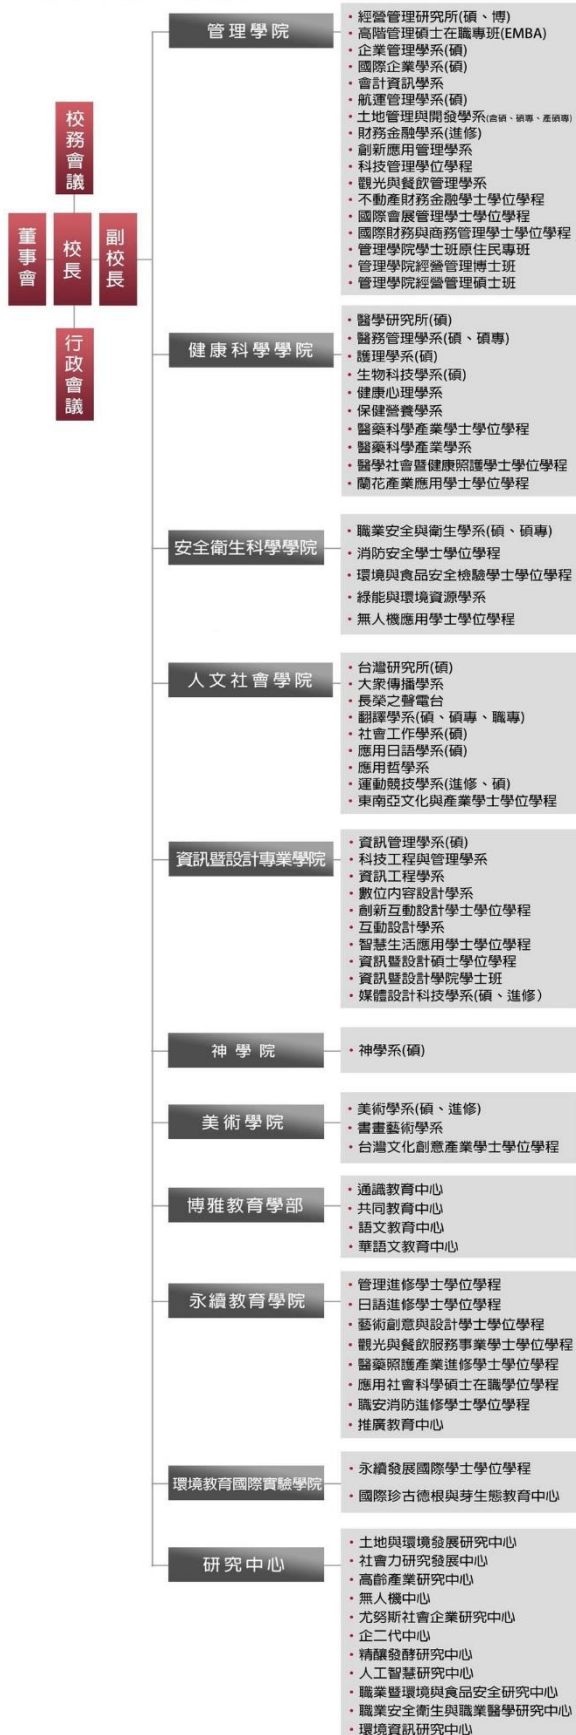 校務會議
董事會
校長
副校長
行政會議
管理學院
・經營管理研究所(碩、博)
・高階管理碩士在職專班(EMBA)
・企業管理學系(碩)
・國際企業學系(碩)
・會計資訊學系
・航運管理學系(碩)
・土地管理與開發學系(含碩、碩專、產碩專)
・財務金融學系(進修)
・創新應用管理學系
・科技管理學位學程
・觀光與餐飲管理學系
・不動產財務金融學士學位學程
・國際會展管理學士學位學程
・國際財務與商務管理學士學位學程
・管理學院學士班原住民專班
・管理學院經營管理博士班
・管理學院經營管理碩士班
健康科學學院
・醫學研究所(碩)
・醫務管理學系(碩、碩專)
・護理學系(碩)
・生物科技學系(碩)
・健康心理學系
・保健營養學系
・醫藥科學產業學士學位學程
・醫藥科學產業學系
・醫學社會暨健康照護學士學位學程
・蘭花產業應用學士學位學程
安全衛生科學學院
・職業安全與衛生學系(碩、碩專)
・消防安全學士學位學程
・環境與食品安全檢驗學士學位學程
・綠能與環境資源學系
・無人機應用學士學位學程
人文社會學院
・台灣研究所(碩)
・大眾傳播學系
・長榮之聲電台
・翻譯學系(碩、碩專、職專)
・社會工作學系(碩)
・應用日語學系(碩)
・應用哲學系
・運動競技學系(進修、碩)
・東南亞文化與產業學士學位學程
資訊暨設計專業學院
・資訊管理學系(碩)
・科技工程與管理學系
・資訊工程學系
・數位內容設計學系
・創新互動設計學士學位學程
・互動設計學系
・智慧生活應用學士學位學程
・資訊暨設計碩士學位學程
・資訊暨設計學院學士班
・媒體設計科技學系(碩、進修)
神學院
・神學系(碩)
美術學院
・美術學系(碩、進修)
・書畫藝術學系
・台灣文化創意產業學士學位學程
博雅教育學部
・通識教育中心
・共同教育中心
・語文教育中心
・華語文教育中心
永續教育學院
・管理進修學士學位學程
・日語進修學士學位學程
・藝術創意與設計學士學位學程
・觀光與餐飲服務事業學士學位學程
・醫藥照護產業進修學士學位學程
・應用社會科學碩士在職學位學程
・職安消防進修學士學位學程
・推廣教育中心
環境教育國際實驗學院
・永續發展國際學士學位學程
・國際珍古德根與芽生態教育中心
研究中心
・土地與環境發展研究中心
・社會力研究發展中心
・高齡產業研究中心
・無人機中心
・尤努斯社會企業研究中心
・企二代中心
・精釀發酵研究中心
・人工智慧研究中心
・職業暨環境與食品安全研究中心
・職業安全衛生與職業醫學研究中心
・環境資訊研究中心